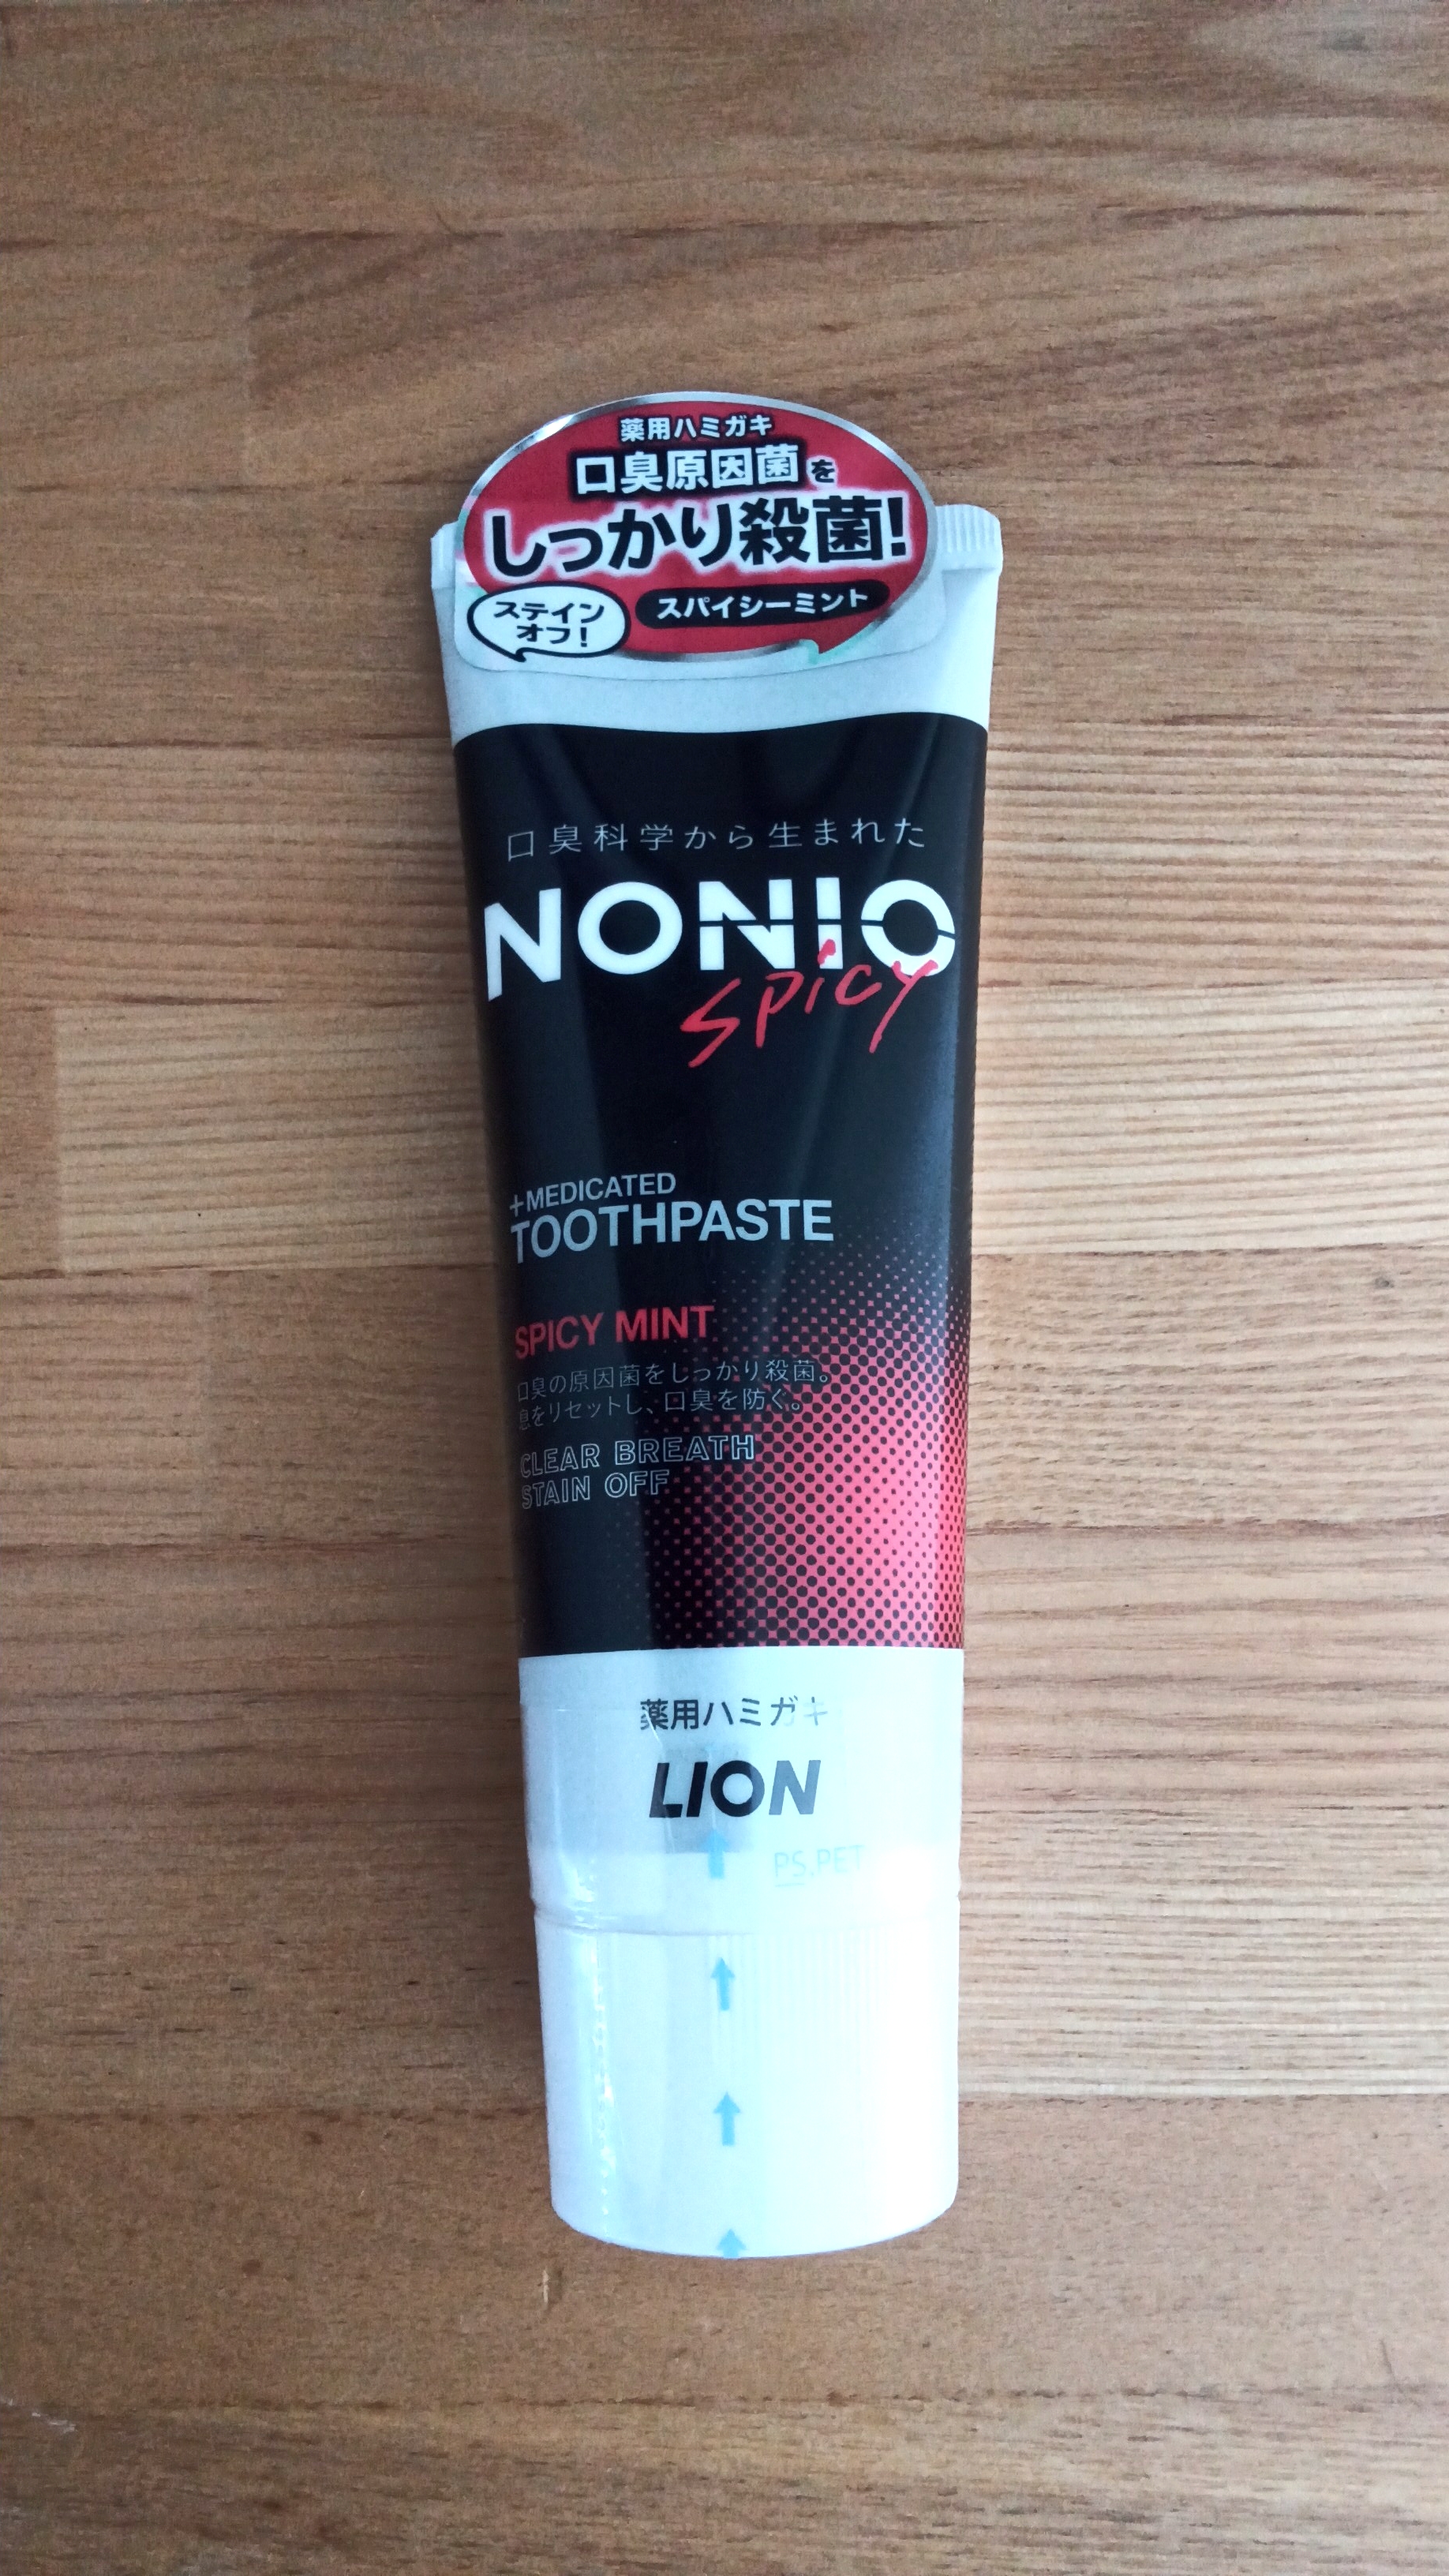 薬用ハミガキ
口臭原因菌を
しっかり殺菌!
ステイン
オフ!
スパイシーミント
口臭科学から生まれた
NONIO
spicy
+MEDICATED
TOOTHPASTE
SPICY MINT
口臭の原因菌をしっかり殺菌。
息をリセットし、口臭を防ぐ。
CLEAR BREATH
STAIN OFF
薬用ハミガキ
LION
PS,PET